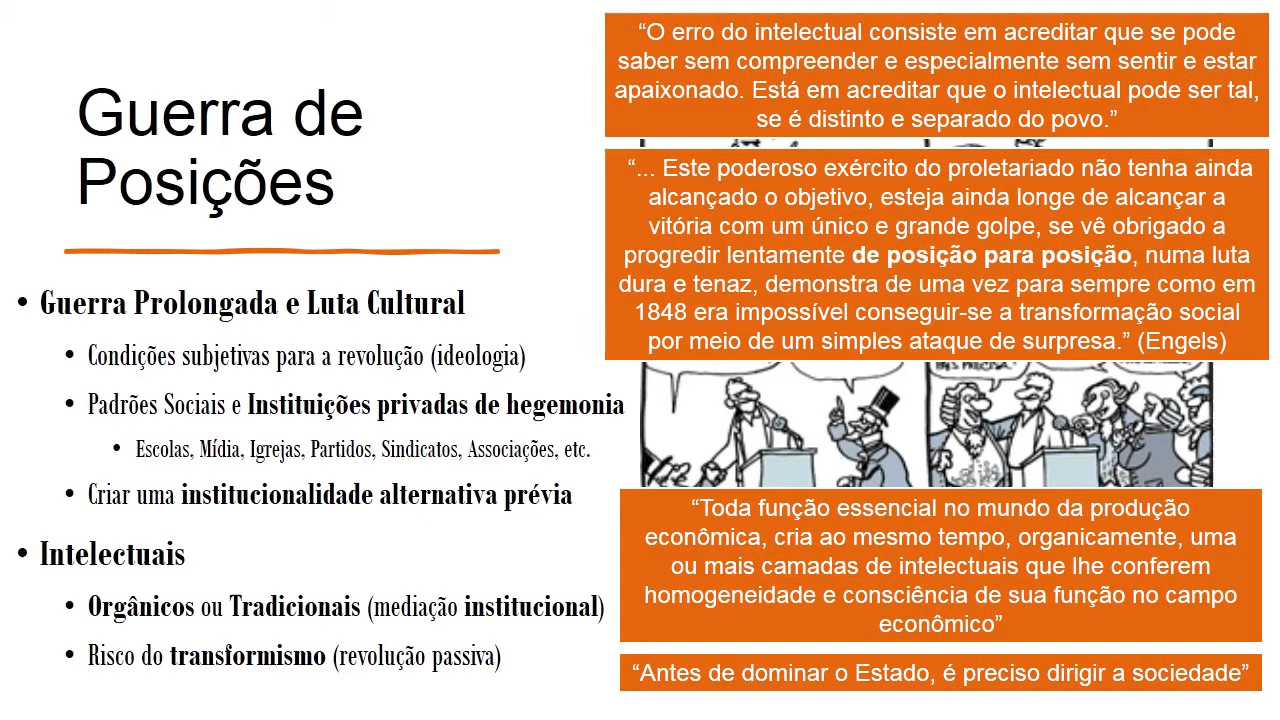 Guerra de
Posições
• Guerra Prolongada e Luta Cultural
• Condições subjetivas para a revolução (ideologia)
• Padrões Sociais e Instituições privadas de hegemonia
• Escolas, Mídia, Igrejas, Partidos, Sindicatos, Associações, etc.
• Criar uma institucionalidade alternativa prévia
• Intelectuais
• Orgânicos ou Tradicionais (mediação institucional)
• Risco do transformismo (revolução passiva)
“O erro do intelectual consiste em acreditar que se pode
saber sem compreender e especialmente sem sentir e estar
apaixonado. Está em acreditar que o intelectual pode ser tal,
se é distinto e separado do povo.”
“... Este poderoso exército do proletariado não tenha ainda
alcançado o objetivo, esteja ainda longe de alcançar a
vitória com um único e grande golpe, se vê obrigado a
progredir lentamente de posição para posição, numa luta
dura e tenaz, demonstra de uma vez para sempre como em
1848 era impossível conseguir-se a transformação social
por meio de um simples ataque de surpresa.” (Engels)
“Toda função essencial no mundo da produção
econômica, cria ao mesmo tempo, organicamente, uma
ou mais camadas de intelectuais que lhe conferem
homogeneidade e consciência de sua função no campo
econômico”
“Antes de dominar o Estado, é preciso dirigir a sociedade”